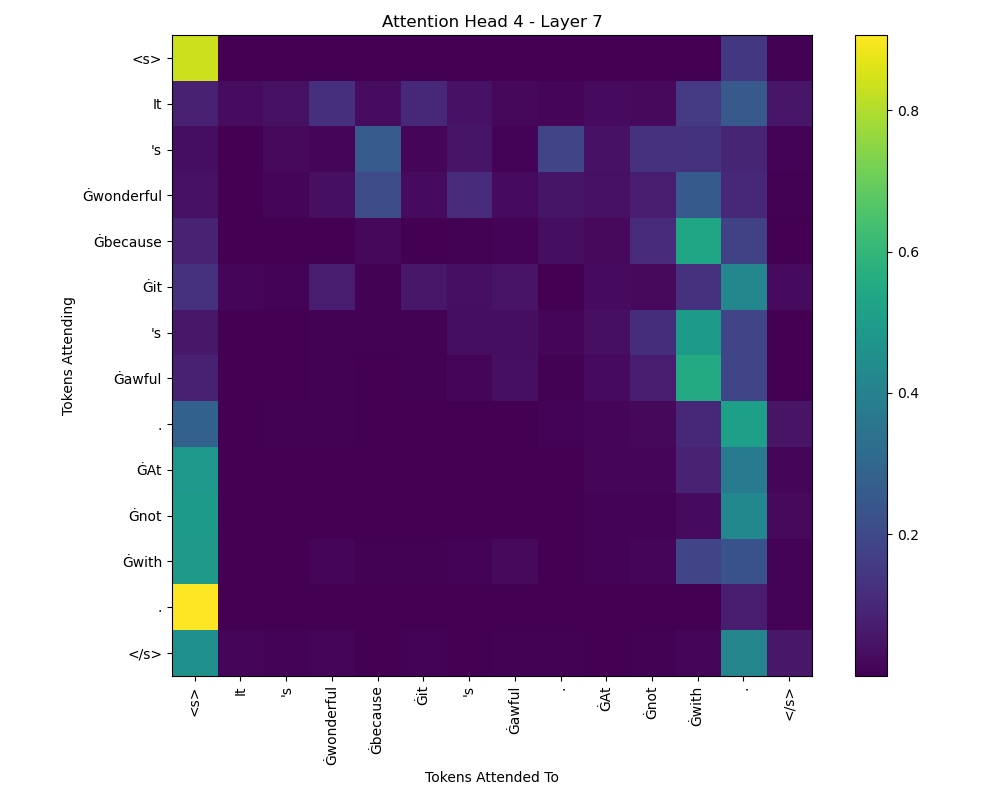 Attention Head 4 - Layer 7
Tokens Attending
<s>
It
's
Ġwonderful
Ġbecause
Ġit
's
Ġawful
.
ĠAt
Ġnot
Ġwith
.
</s>
<s>
It
's
Ġwonderful
Ġbecause
Ġit
's
Ġawful
.
ĠAt
Ġnot
Ġwith
.
</s>
Tokens Attended To
0.8
0.6
0.4
0.2